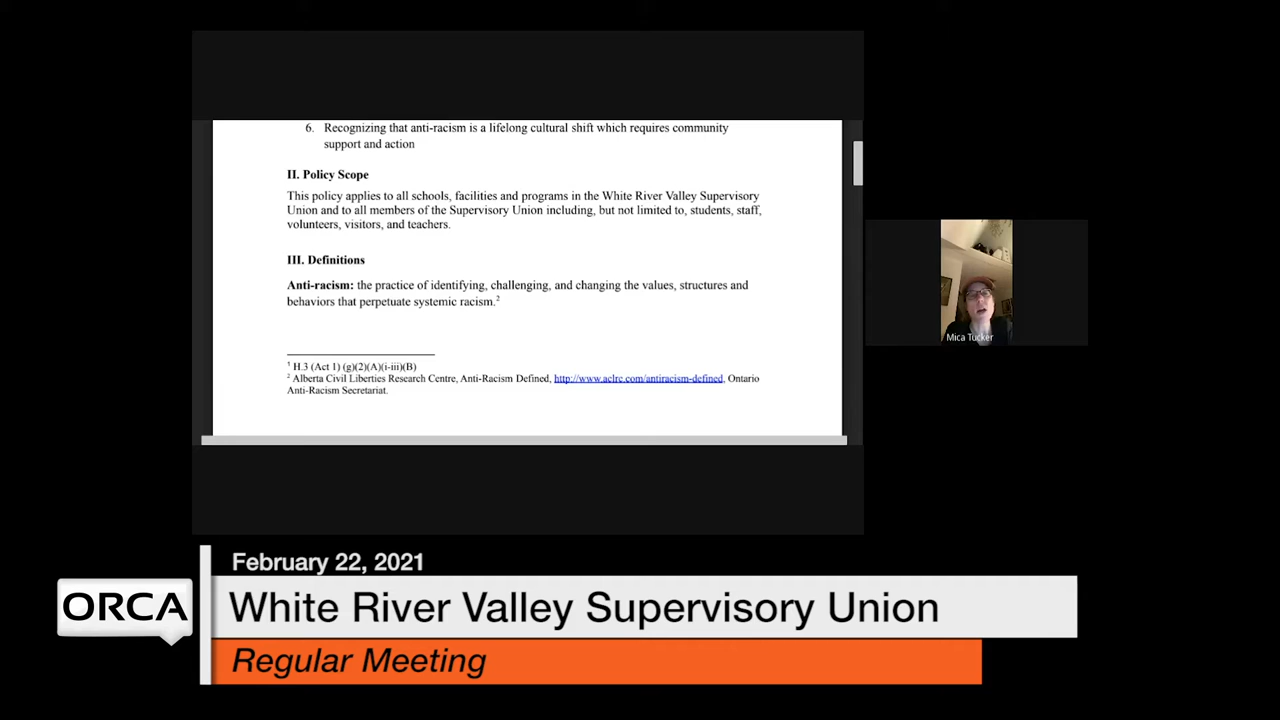 6. Recognizing that anti-racism is a lifelong cultural shift which requires community
support and action
II. Policy Scope
This policy applies to all schools, facilities and programs in the White River Valley Supervisory
Union and to all members of the Supervisory Union including, but not limited to, students, staff,
volunteers, visitors, and teachers.
III. Definitions
Anti-racism: the practice of identifying, challenging, and changing the values, structures and
behaviors that perpetuate systemic racism.2
1 H.3 (Act 1) (g)(2)(A)(i-iii)(B)
2 Alberta Civil Liberties Research Centre, Anti-Racism Defined, http://www.aclrc.com/antiracism-defined, Ontario
Anti-Racism Secretariat.
Mica Tucker
February 22, 2021
ORCA
White River Valley Supervisory Union
Regular Meeting